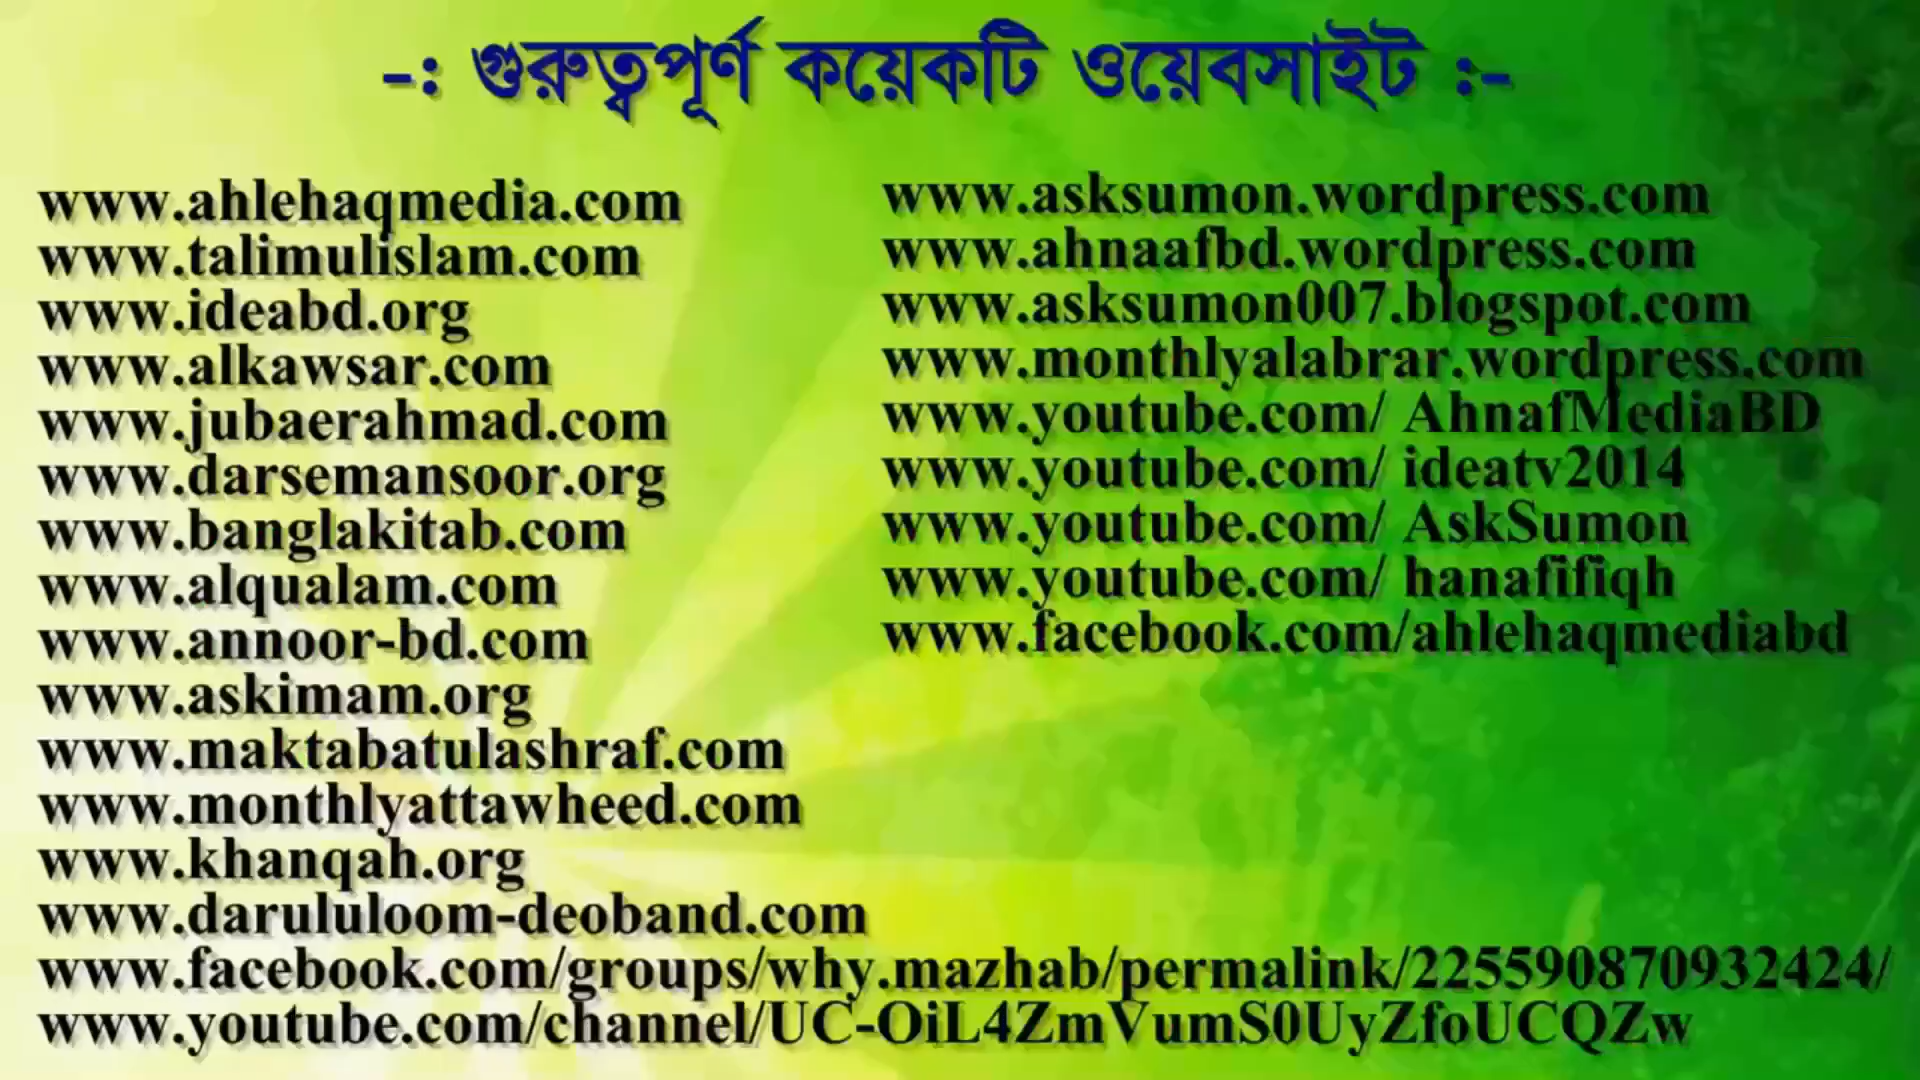 -: গুরুত্বপূর্ণ কয়েকটি ওয়েবসাইট :-
www.ahlehaqmedia.com
www.talimulislam.com
www.ideabd.org
www.alkawsar.com
www.jubaerahmad.com
www.darsemansoor.org
www.banglakitab.com
www.alqualam.com
www.annoor-bd.com
www.askimam.org
www.maktabatulashraf.com
www.monthlyattawheed.com
www.khanqah.org
www.darululoom-deoband.com
www.facebook.com/groups/why.mazhab/permalink/225590870932424/
www.youtube.com/channel/UC-OiL4ZmVumS0UyZfoUCQZw
www.asksumon.wordpress.com
www.ahnaafbd.wordpress.com
www.asksumon007.blogspot.com
www.monthlyalabrar.wordpress.com
www.youtube.com/ AhnafMediaBD
www.youtube.com/ ideatv2014
www.youtube.com/ AskSumon
www.youtube.com/ hanafifiqh
www.facebook.com/ahlehaqmediabd